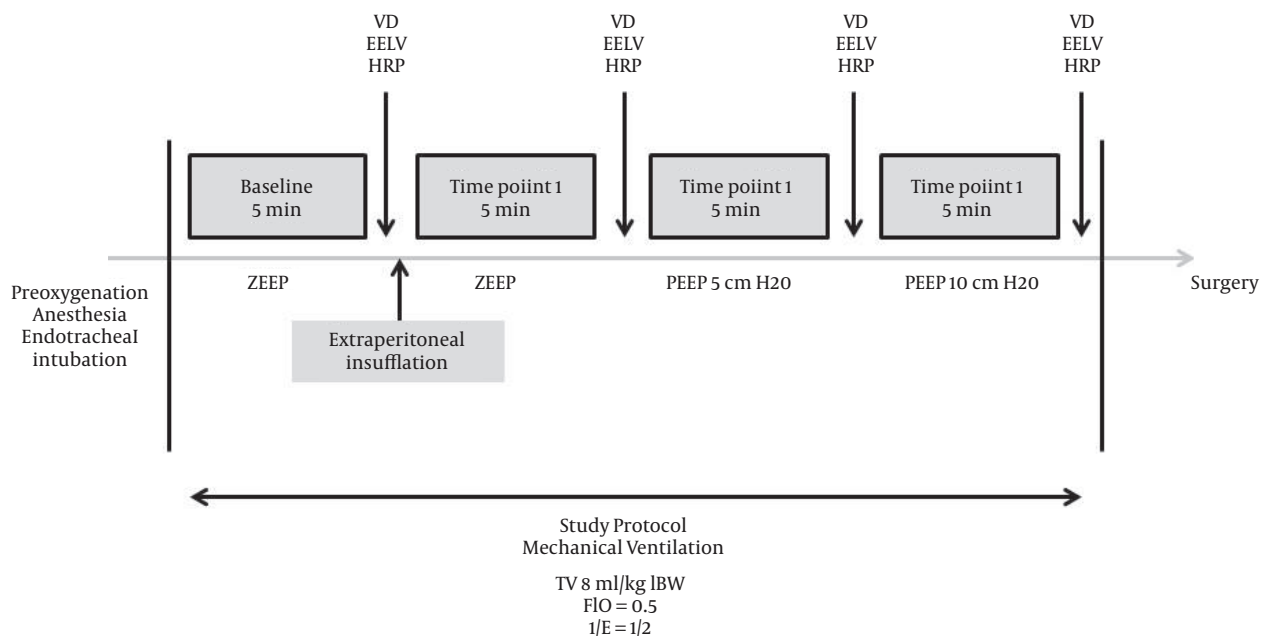 VD
EELV
HRP
VD
EELV
HRP
VD
EELV
HRP
VD
EELV
HRP
Baseline
5 min
Time poiint 1
5 min
Time poiint 1
5 min
Time poiint 1
5 min
Preoxygenation
Anesthesia
Endotracheal
intubation
ZEEP
ZEEP
PEEP 5 cm H20
PEEP 10 cm H20
Surgery
Extraperitoneal
insufflation
Study Protocol
Mechanical Ventilation
TV 8 ml/kg lBW
FlO = 0.5
1/E = 1/2